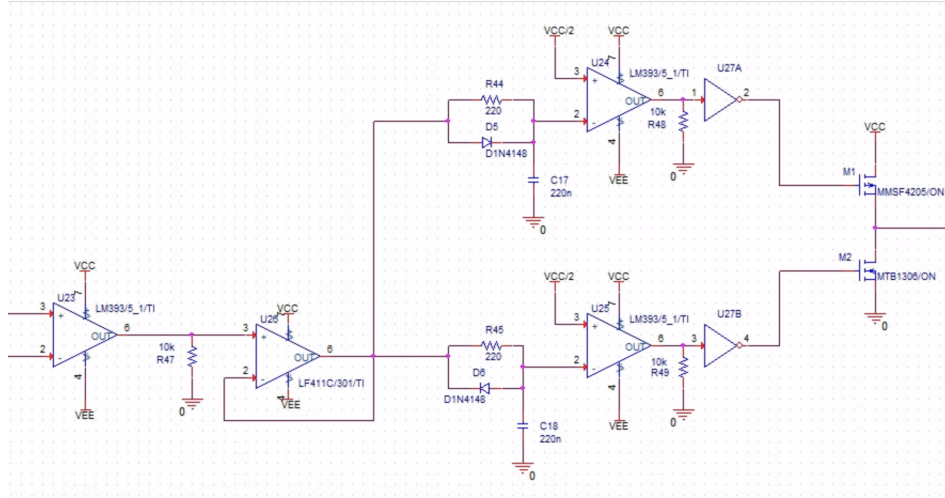 VCC/2
VCC
U24
7
LM393/5_1/TI
3
+
OUT
6
2
-
4
VEE
10k
R48
0
U27A
1
2
R44
220
D5
D1N4148
C17
220n
0
VCC
M1
MMSF4205/ON
M2
MTB1306/ON
0
VCC
U23
7
LM393/5_1/TI
3
+
OUT
6
2
-
4
VEE
10k
R47
0
VCC
U26
3
+
OUT
6
2
-
LF411C/301/TI
4
VEE
R45
220
D6
D1N4148
C18
220n
0
VCC/2
VCC
U25
7
LM393/5_1/TI
3
+
OUT
6
2
-
4
VEE
10k
R49
0
U27B
3
4